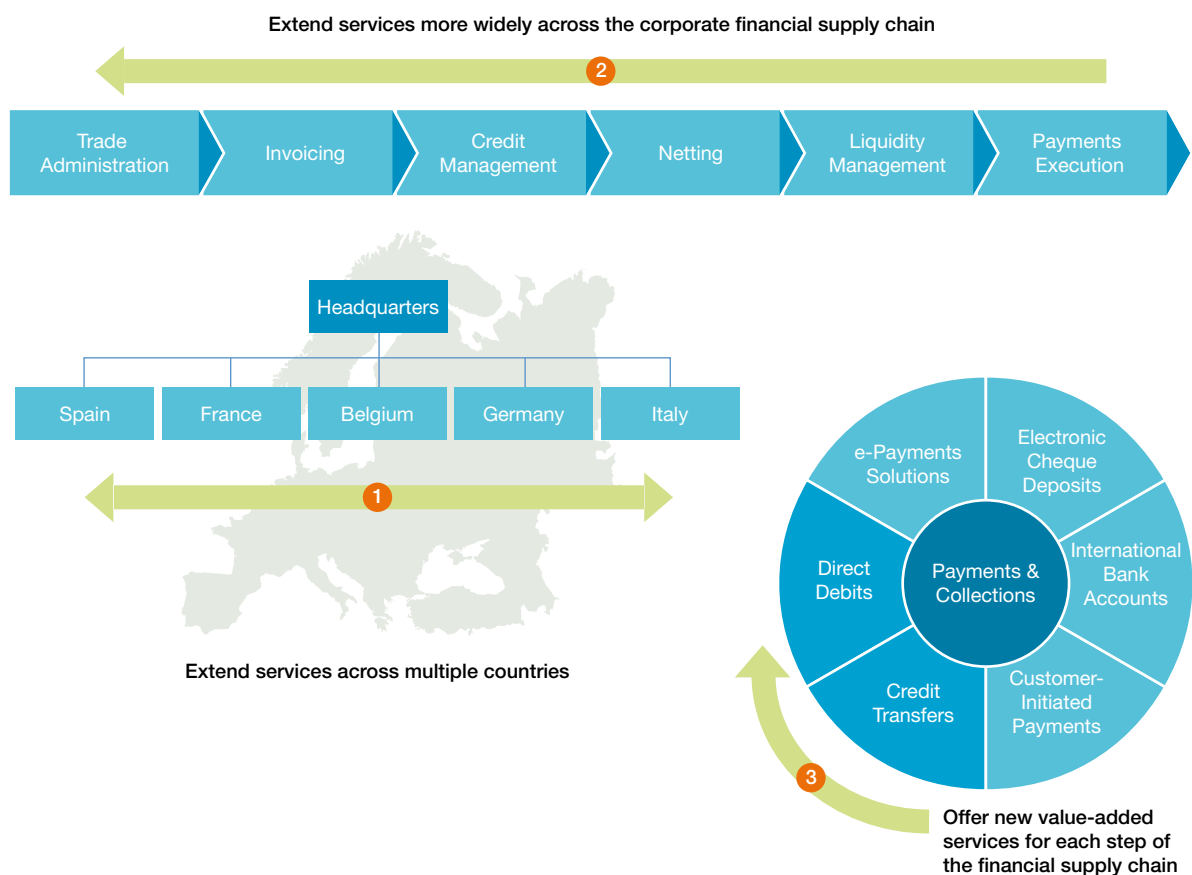 Extend services more widely across the corporate financial supply chain
2
Trade
Administration
Invoicing
Credit
Management
Netting
Liquidity
Management
Payments
Execution
Headquarters
Spain
France
Belgium
Germany
Italy
1
Extend services across multiple countries
e-Payments
Solutions
Electronic
Cheque
Deposits
International
Bank
Accounts
Customer-
Initiated
Payments
Credit
Transfers
Direct
Debits
Payments &
Collections
3
Offer new value-added
services for each step of
the financial supply chain